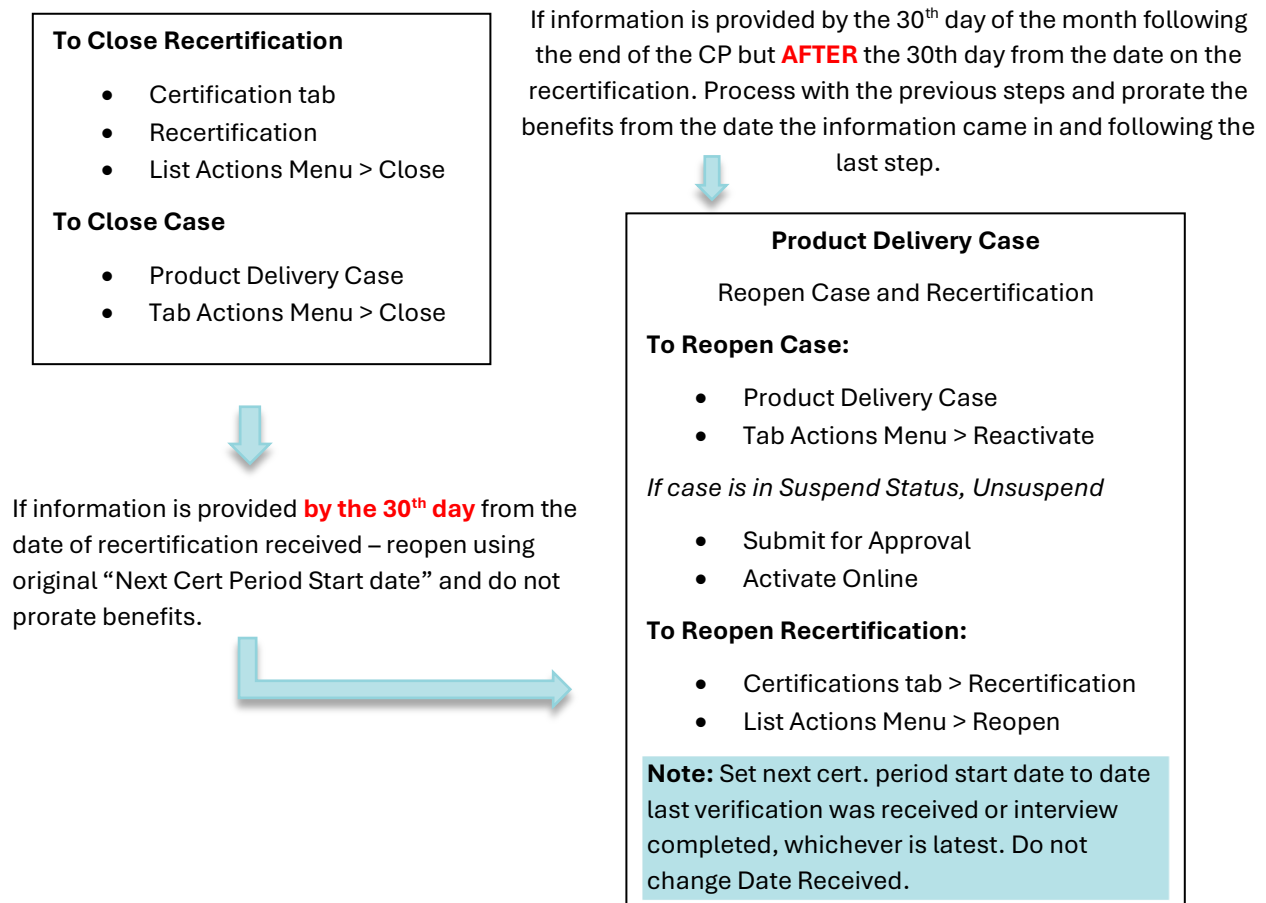 To Close Recertification
• Certification tab
• Recertification
• List Actions Menu > Close
To Close Case
• Product Delivery Case
• Tab Actions Menu > Close
If information is provided by the 30th day from the
date of recertification received – reopen using
original “Next Cert Period Start date” and do not
prorate benefits.
If information is provided by the 30th day of the month following
the end of the CP but AFTER the 30th day from the date on the
recertification. Process with the previous steps and prorate the
benefits from the date the information came in and following the
last step.
Product Delivery Case
Reopen Case and Recertification
To Reopen Case:
• Product Delivery Case
• Tab Actions Menu > Reactivate
If case is in Suspend Status, Unsuspend
• Submit for Approval
• Activate Online
To Reopen Recertification:
• Certifications tab > Recertification
• List Actions Menu > Reopen
Note: Set next cert. period start date to date
last verification was received or interview
completed, whichever is latest. Do not
change Date Received.